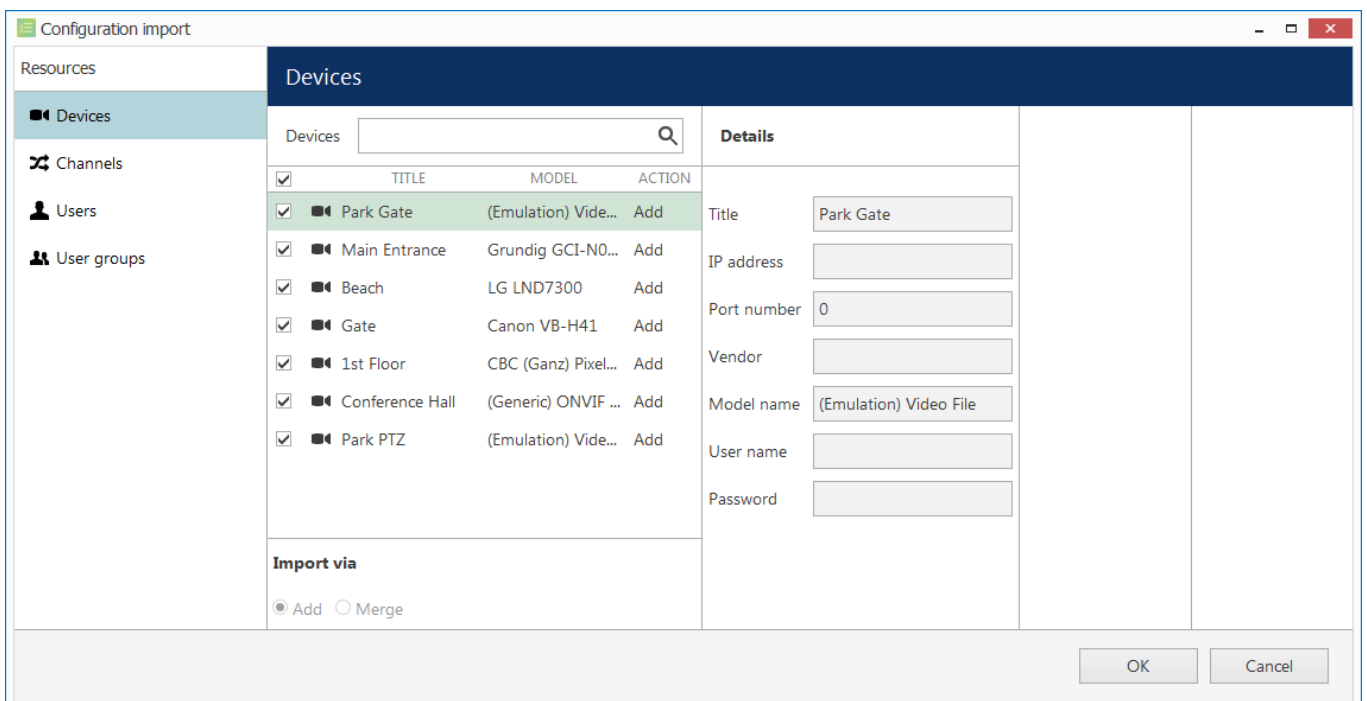 Configuration import
Resources
Devices
Channels
Users
User groups
Devices
Devices
TITLE MODEL ACTION
Park Gate (Emulation) Vide... Add
Main Entrance Grundig GCI-N0... Add
Beach LG LND7300 Add
Gate Canon VB-H41 Add
1st Floor CBC (Ganz) Pixel... Add
Conference Hall (Generic) ONVIF ... Add
Park PTZ (Emulation) Vide... Add
Import via
Add Merge
Details
Title Park Gate
IP address
Port number 0
Vendor
Model name (Emulation) Video File
User name
Password
OK Cancel